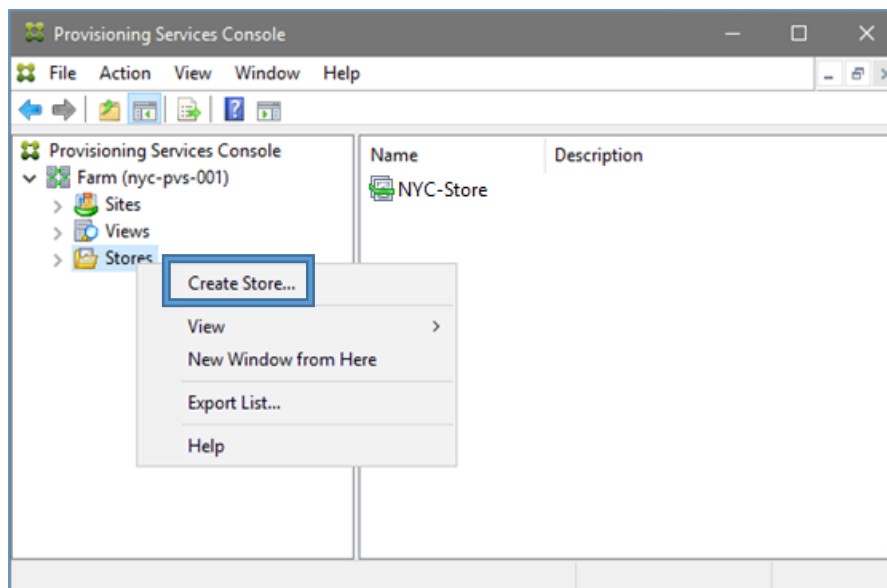 Provisioning Services Console
File Action View Window Help
Provisioning Services Console
Farm (nyc-pvs-001)
Sites
Views
Stores
Name Description
NYC-Store
Create Store...
View
New Window from Here
Export List...
Help